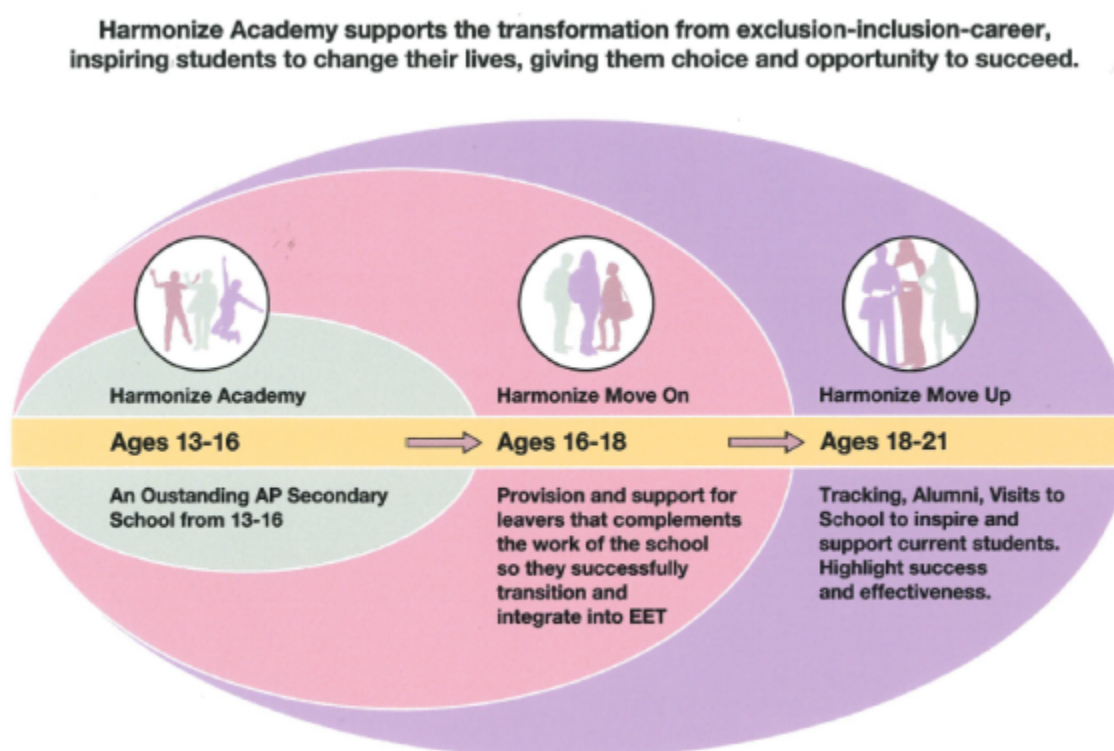 Harmonize Academy supports the transformation from exclusion-inclusion-career,
inspiring students to change their lives, giving them choice and opportunity to succeed.
Harmonize Academy
Ages 13-16
An Oustanding AP Secondary
School from 13-16
Harmonize Move On
Ages 16-18
Provision and support for
leavers that complements
the work of the school
so they successfully
transition and
integrate into EET
Harmonize Move Up
Ages 18-21
Tracking, Alumni, Visits to
School to inspire and
support current students.
Highlight success
and effectiveness.